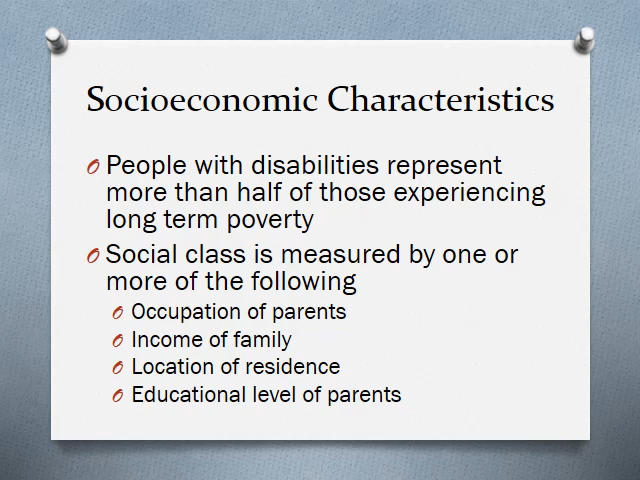 Socioeconomic Characteristics
People with disabilities represent
more than half of those experiencing
long term poverty
Social class is measured by one or
more of the following
Occupation of parents
Income of family
Location of residence
Educational level of parents